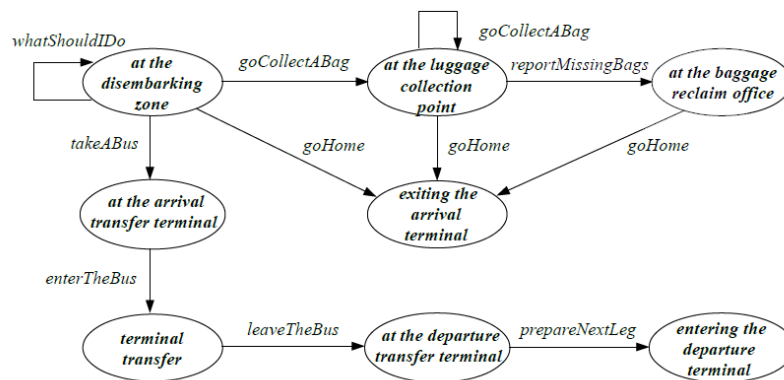 goCollectABag
whatShouldIDo
at the
disembarking
zone
goCollectABag
at the luggage
collection
point
reportMissingBags
at the baggage
reclaim office
takeABus
goHome
goHome
goHome
at the arrival
transfer terminal
exiting the
arrival
terminal
enterTheBus
terminal
transfer
leaveTheBus
at the departure
transfer terminal
prepareNextLeg
entering the
departure
terminal